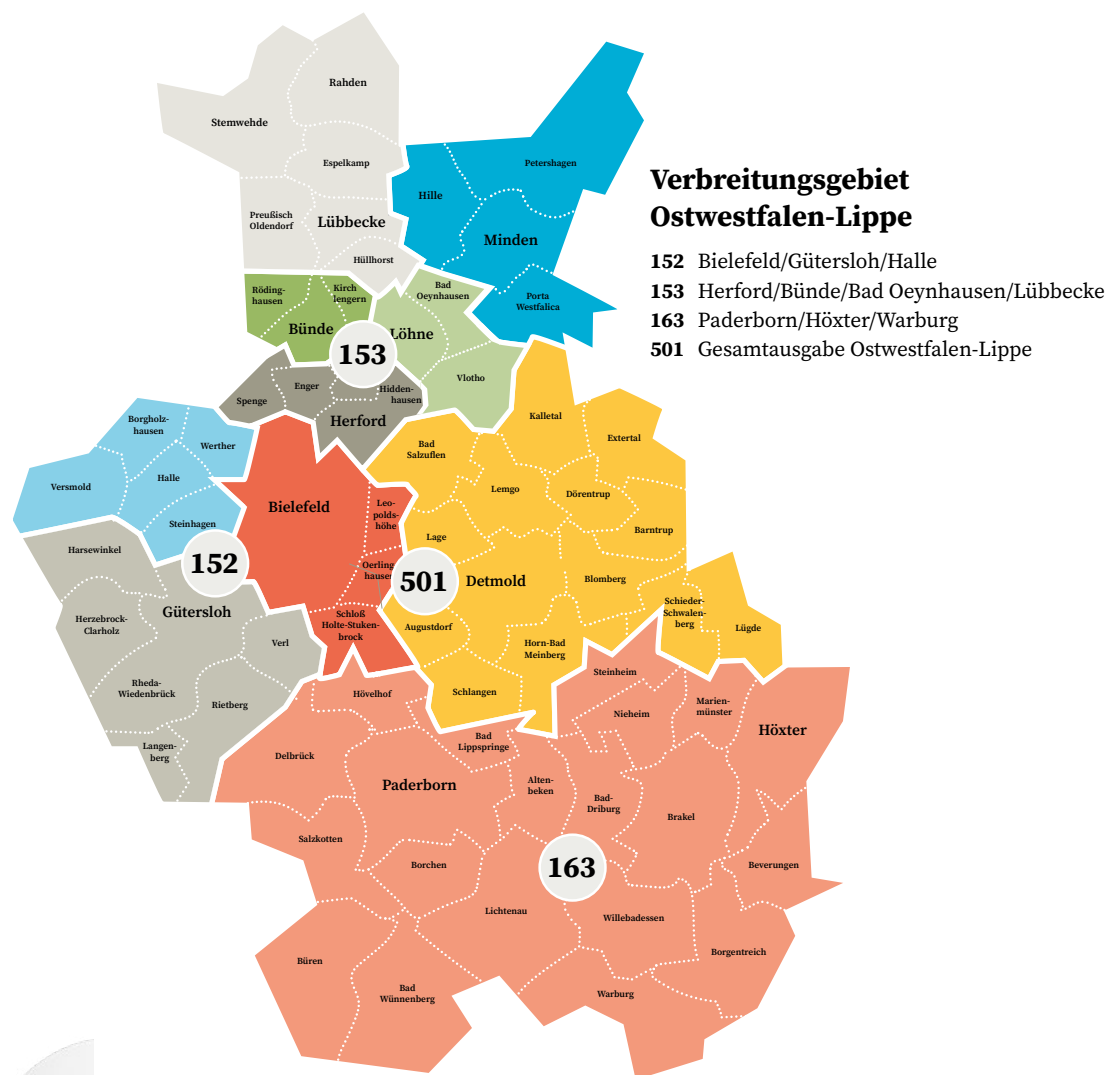 Rahden
Stemwehde
Espelkamp
Preußisch
Oldendorf
Lübbecke
Hüllhorst
Petershagen
Hille
Minden
Porta
Westfalica
Verbreitungsgebiet
Ostwestfalen-Lippe
152 Bielefeld/Gütersloh/Halle
153 Herford/Bünde/Bad Oeynhausen/Lübbecke
163 Paderborn/Höxter/Warburg
501 Gesamtausgabe Ostwestfalen-Lippe
Röding-
hausen
Kirch
lengern
Bünde
Bad
Oeynhausen
Löhne
Vlotho
153
Spenge
Enger
Hidden-
hausen
Herford
Borgholz-
hausen
Werther
Versmold
Halle
Steinhagen
Bielefeld
Leo-
polds-
höhe
Oerling-
hausen
Schloß
Holte-Stuken-
brock
152
501
Kalletal
Extertal
Bad
Salzuflen
Lemgo
Dörentrup
Barntrup
Lage
Detmold
Blomberg
Schieder-
Schwalen-
berg
Lügde
Augustdorf
Horn-Bad
Meinberg
Schlangen
Harsewinkel
Gütersloh
Herzebrock-
Clarholz
Verl
Rheda-
Wiedenbrück
Rietberg
Langen-
berg
Steinheim
Hövelhof
Nieheim
Marien-
münster
Höxter
Delbrück
Bad
Lippspringe
Paderborn
Alten-
beken
Bad-
Driburg
Brakel
Salzkotten
Borchen
163
Beverungen
Lichtenau
Willebadessen
Borgentreich
Büren
Bad
Wünnenberg
Warburg